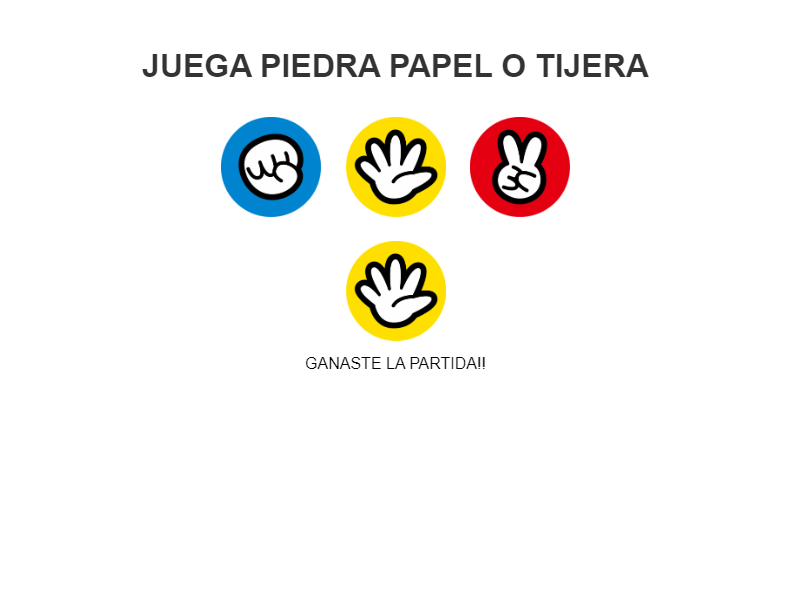 JUEGA PIEDRA PAPEL O TIJERA
GANASTE LA PARTIDA!!